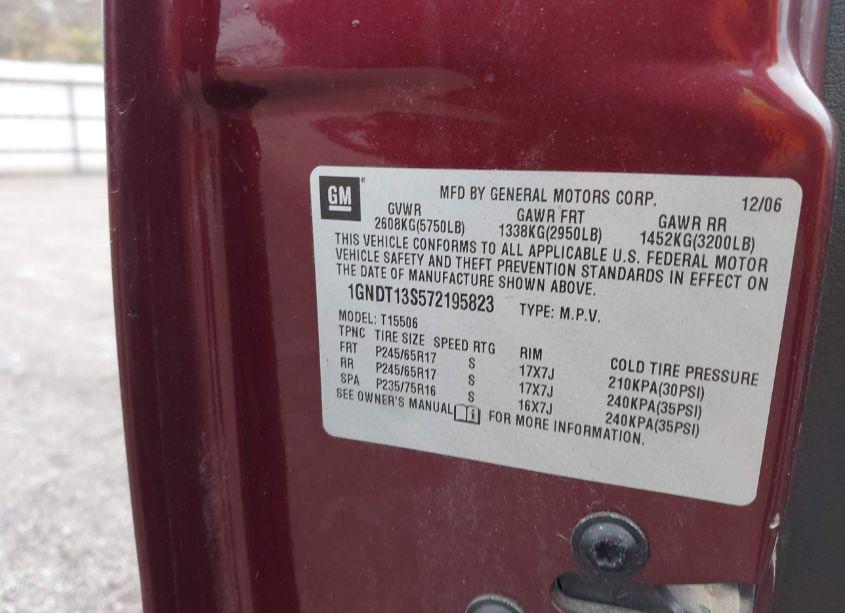 GM ®
MFD BY GENERAL MOTORS CORP. 12/06
GVWR GAWR FRT GAWR RR
2608KG(5750LB) 1338KG(2950LB) 1452KG(3200LB)
THIS VEHICLE CONFORMS TO ALL APPLICABLE U.S. FEDERAL MOTOR
VEHICLE SAFETY AND THEFT PREVENTION STANDARDS IN EFFECT ON
THE DATE OF MANUFACTURE SHOWN ABOVE.
1GNDT13S572195823 TYPE: M.P.V.
MODEL: T15506
TPNC TIRE SIZE SPEED RTG RIM COLD TIRE PRESSURE
FRT P245/65R17 S 17X7J 210KPA(30PSI)
RR P245/65R17 S 17X7J 240KPA(35PSI)
SPA P235/75R16 S 16X7J 240KPA(35PSI)
SEE OWNER'S MANUAL FOR MORE INFORMATION.